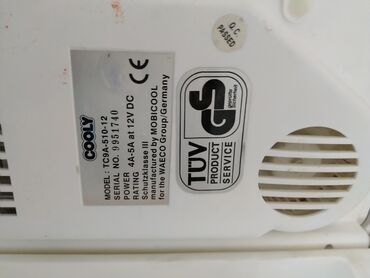 COOLY
MODEL: TC9A-510-12
SERIAL NO. 9951740
POWER 4A-5A at 12V DC
RATING
Schutzklasse III
manufactured by MOBICOOL
for the WAECO Group/Germany
CE
TÜV
PRODUCT
SERVICE
GS
geprüfte
Sicherheit
Q.C
PASSED